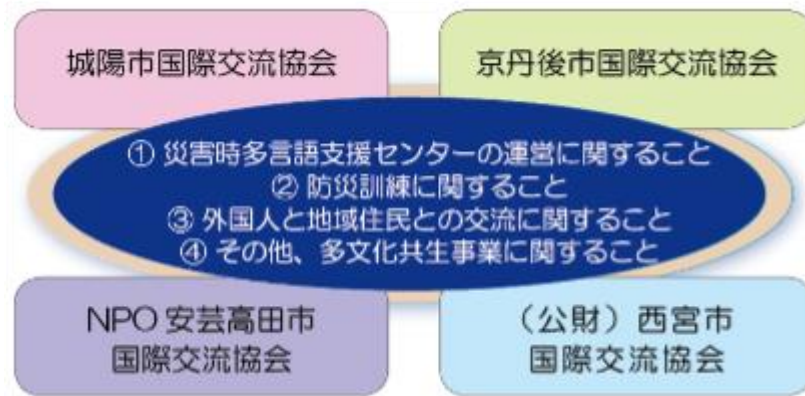 城陽市国際交流協会
京丹後市国際交流協会
① 災害時多言語支援センターの運営に関すること
② 防災訓練に関すること
③ 外国人と地域住民との交流に関すること
④ その他、多文化共生事業に関すること
NPO 安芸高田市
国際交流協会
（公財）西宮市
国際交流協会